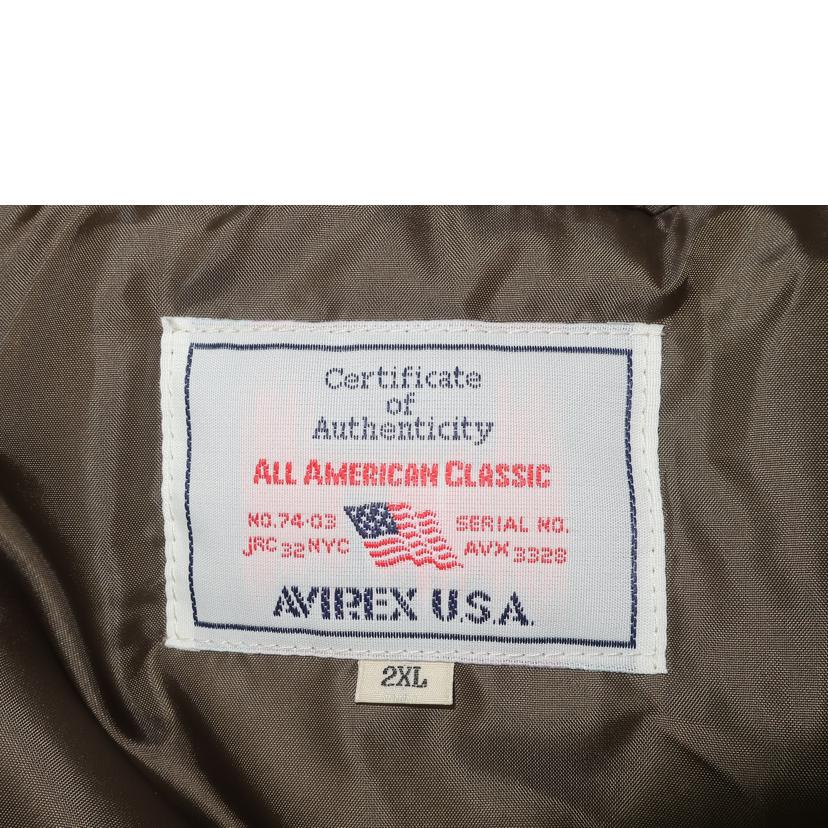 Certificate
of
Authenticity
ALL AMERICAN CLASSIC
NO.74-03 SERIAL NO.
JRC 32 NYC AVX 3328
AVIREX U.S.A.
2XL